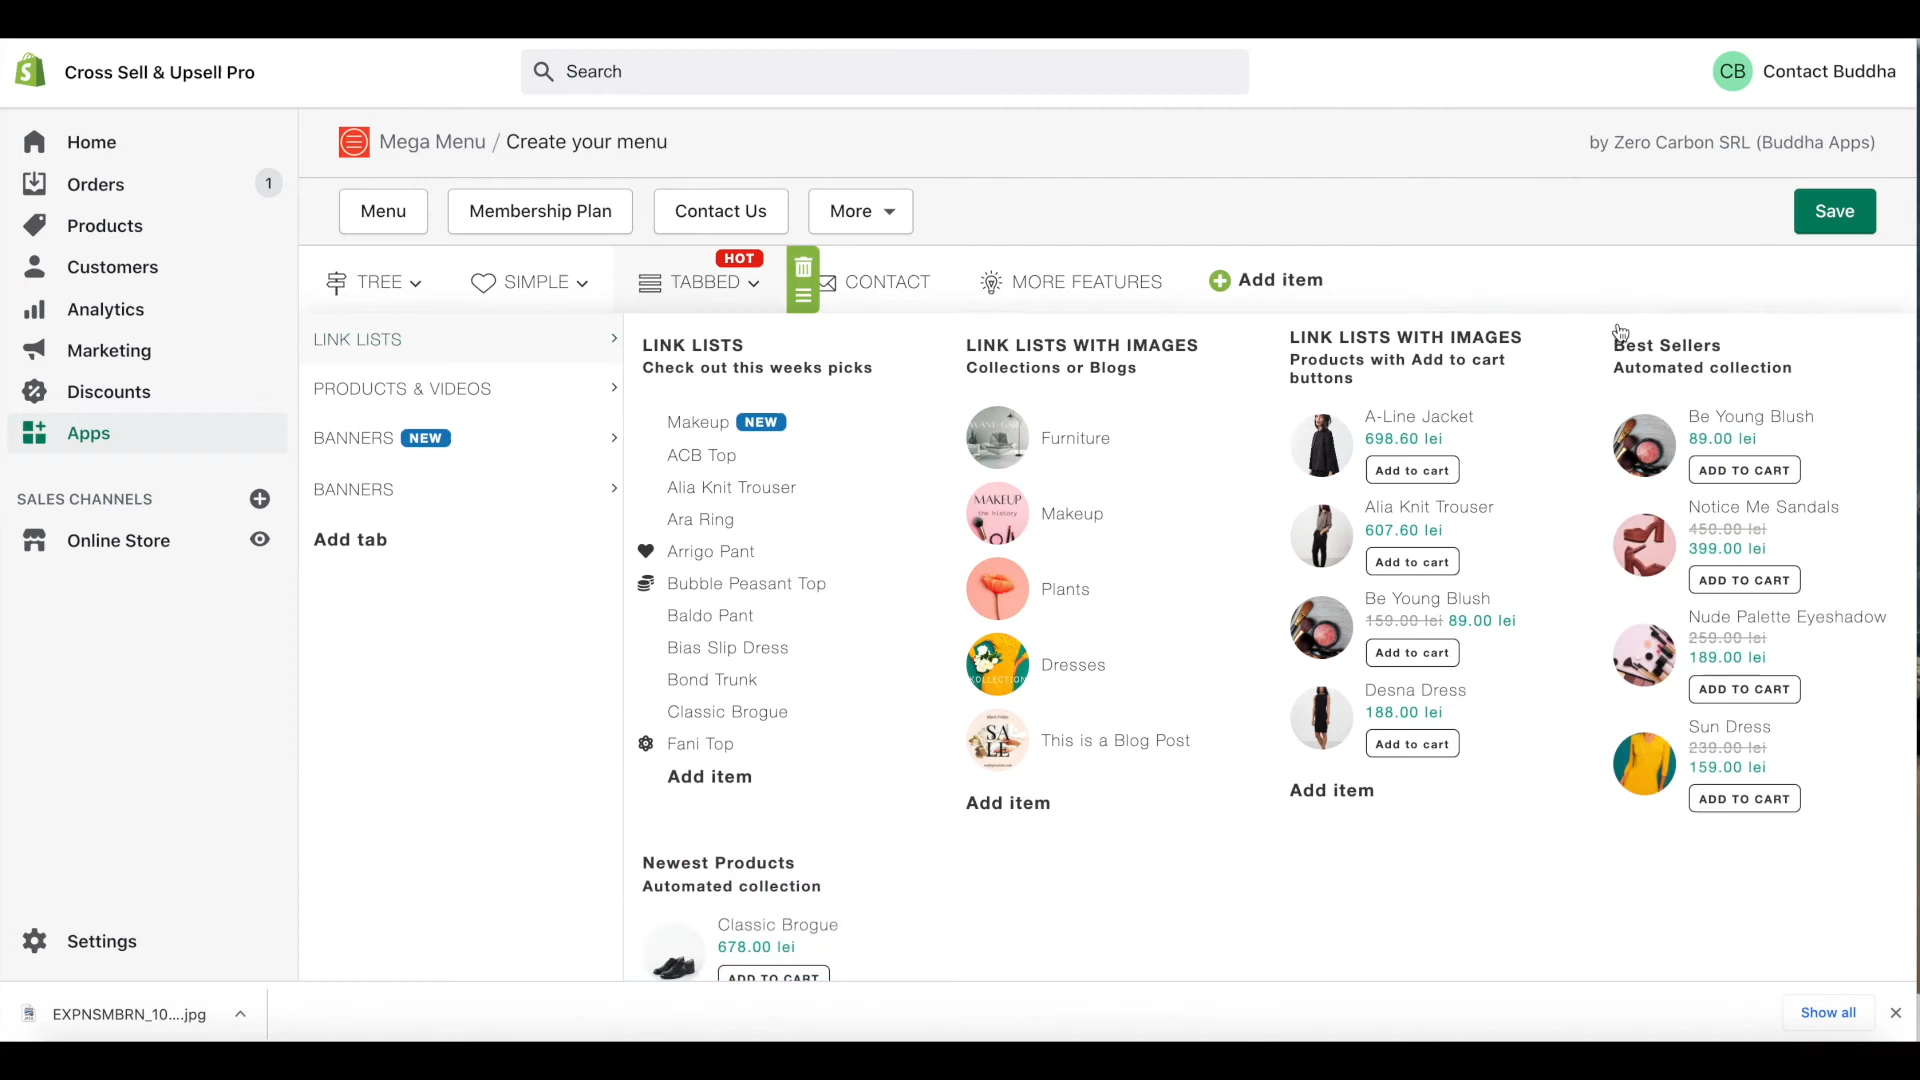 Cross Sell & Upsell Pro
Search
CB Contact Buddha
Home
Orders 1
Products
Customers
Analytics
Marketing
Discounts
Apps
SALES CHANNELS
Online Store
Settings
Mega Menu / Create your menu
by Zero Carbon SRL (Buddha Apps)
Menu
Membership Plan
Contact Us
More
Save
TREE
SIMPLE
HOT
TABBED
CONTACT
MORE FEATURES
Add item
LINK LISTS
PRODUCTS & VIDEOS
BANNERS NEW
BANNERS
Add tab
LINK LISTS
Check out this weeks picks
Makeup NEW
ACB Top
Alia Knit Trouser
Ara Ring
Arrigo Pant
Bubble Peasant Top
Baldo Pant
Bias Slip Dress
Bond Trunk
Classic Brogue
Fani Top
Add item
LINK LISTS WITH IMAGES
Collections or Blogs
Furniture
MAKEUP
the history
Makeup
Plants
KOLLECTION
Dresses
Black Friday
SA
LE
This is a Blog Post
Add item
LINK LISTS WITH IMAGES
Products with Add to cart
buttons
A-Line Jacket
698.60 lei
Add to cart
Alia Knit Trouser
607.60 lei
Add to cart
Be Young Blush
159.00 lei 89.00 lei
Add to cart
Desna Dress
188.00 lei
Add to cart
Add item
Best Sellers
Automated collection
Be Young Blush
89.00 lei
ADD TO CART
Notice Me Sandals
450.00 lei
399.00 lei
ADD TO CART
Nude Palette Eyeshadow
259.00 lei
189.00 lei
ADD TO CART
Sun Dress
239.00 lei
159.00 lei
ADD TO CART
Newest Products
Automated collection
Classic Brogue
678.00 lei
ADD TO CART
EXPNSMBRN_10....jpg
Show all